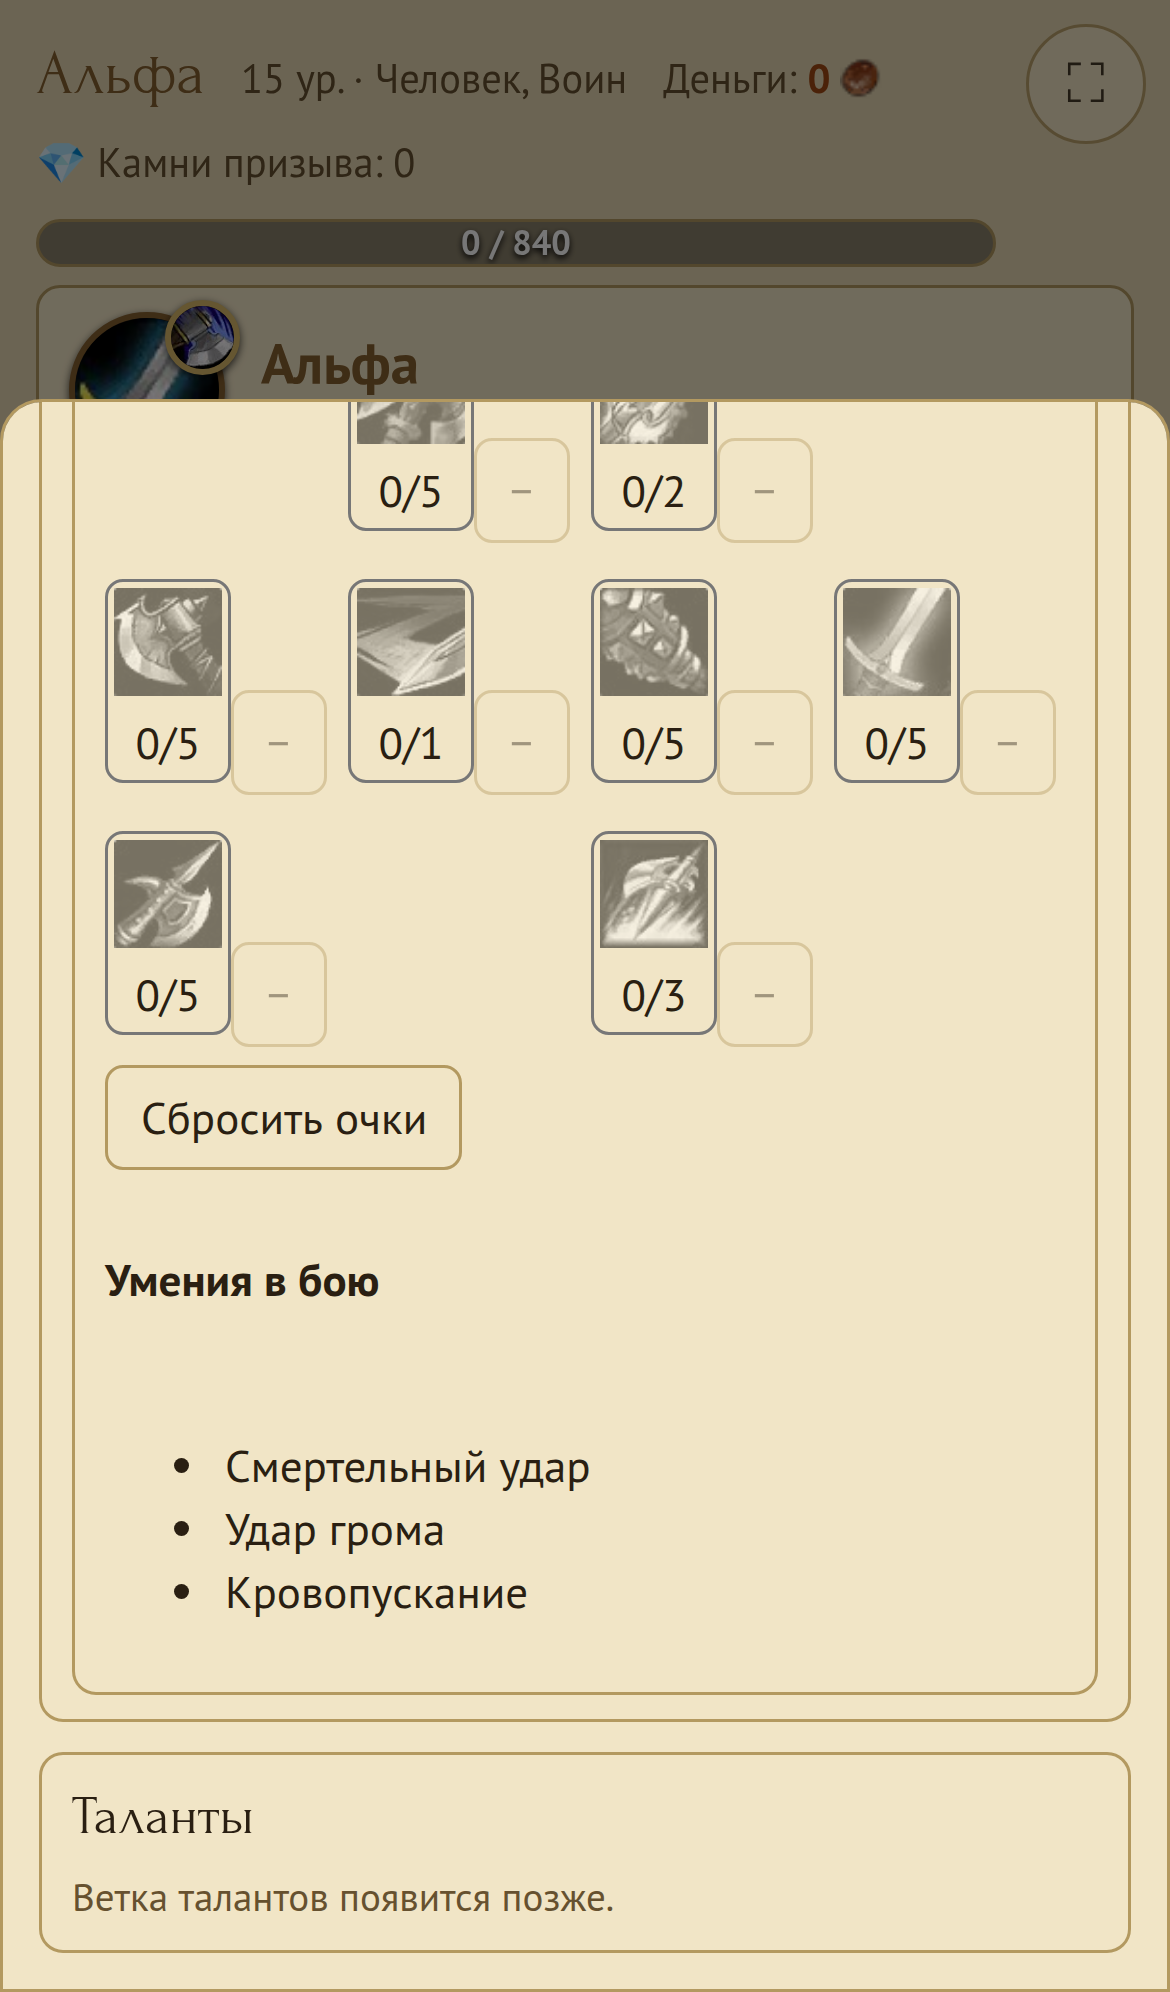 Альфа 15 ур. · Человек, Воин Деньги: 0
Камни призыва: 0
0 / 840
Альфа
0/5 − 0/2 −
0/5 − 0/1 − 0/5 − 0/5 −
0/5 − 0/3 −
Сбросить очки
Умения в бою
• Смертельный удар
• Удар грома
• Кровопускание
Таланты
Ветка талантов появится позже.